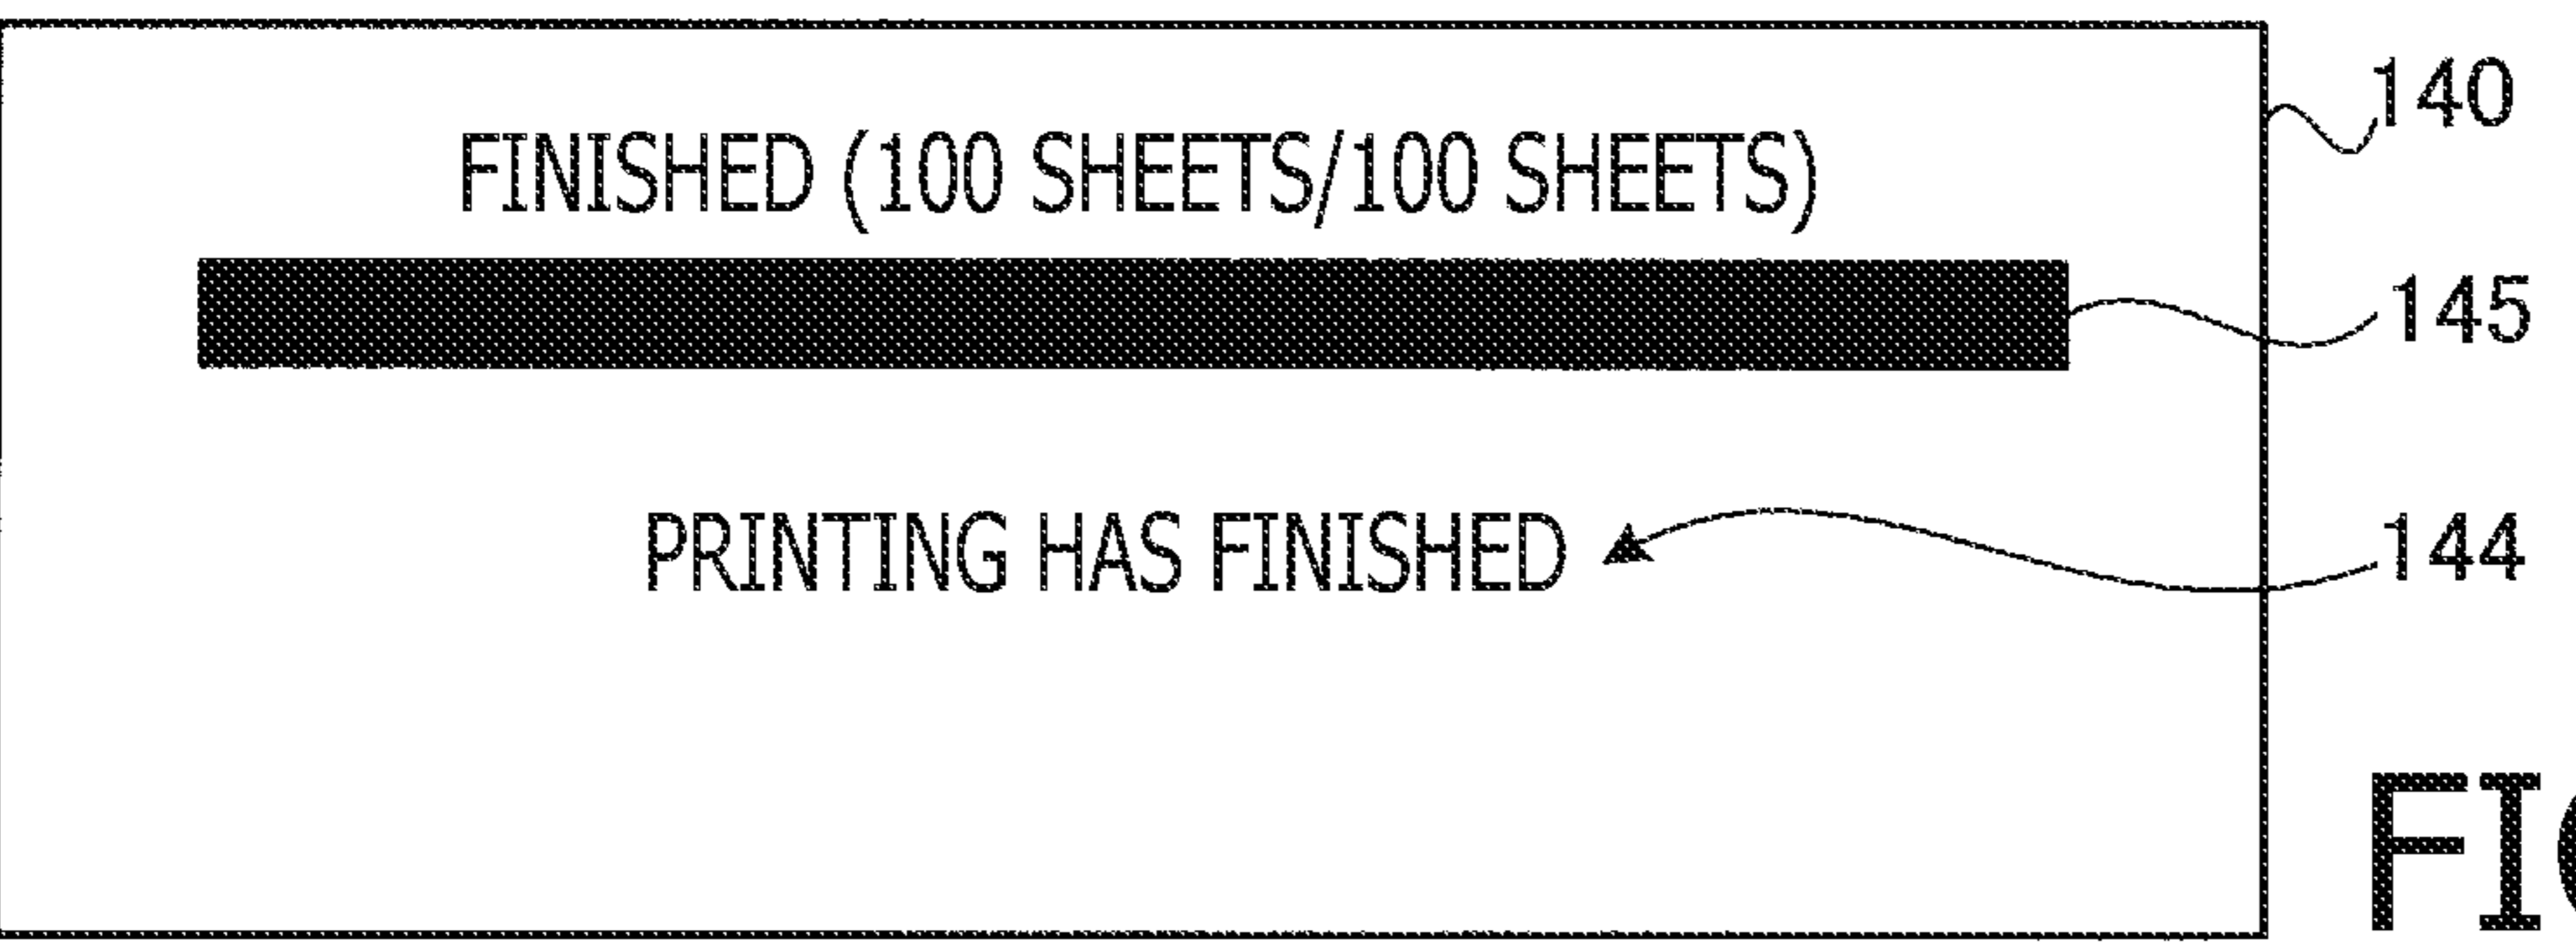 140
FINISHED (100 SHEETS/100 SHEETS)
145
PRINTING HAS FINISHED
144